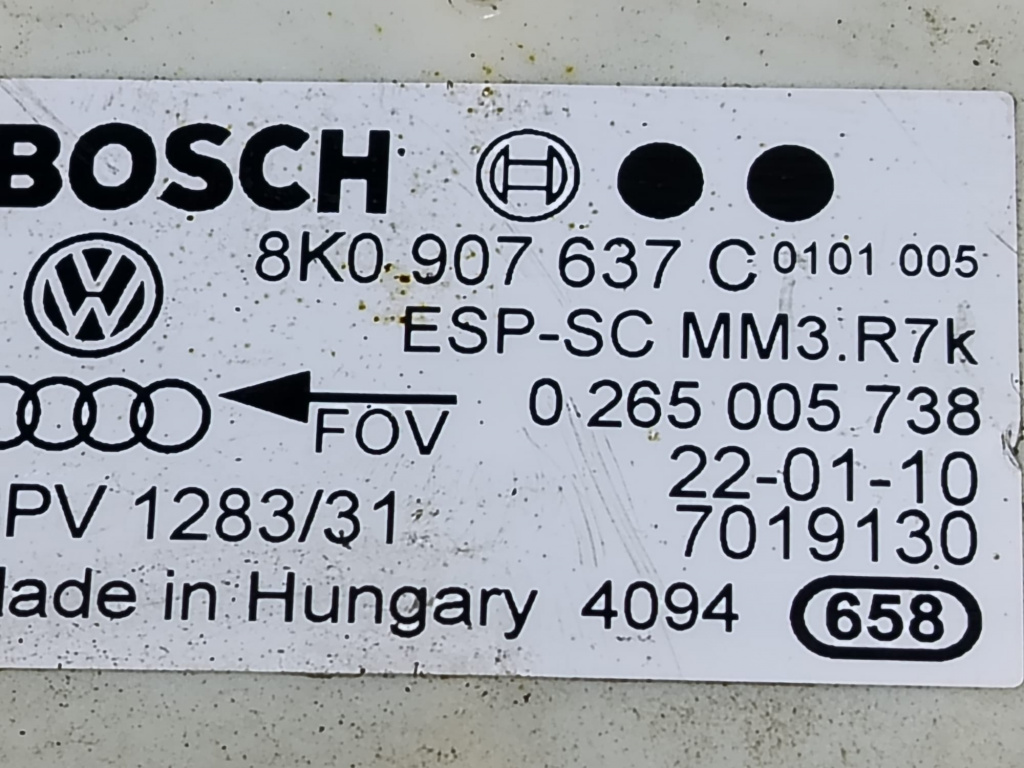 BOSCH
8K0 907 637 C 0101 005
ESP-SC MM3.R7k
0 265 005 738
FOV
22-01-10
PV 1283/31
7019130
Made in Hungary 4094 658